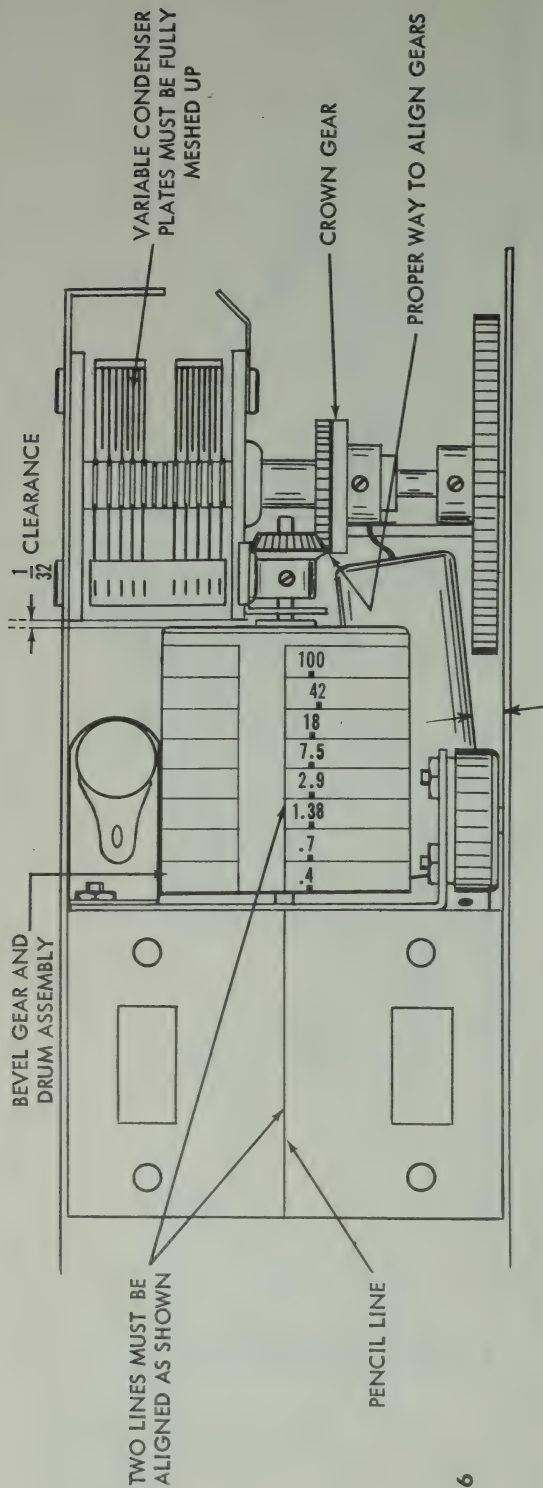 BEVEL GEAR AND
DRUM ASSEMBLY
1/32 CLEARANCE
VARIABLE CONDENSER
PLATES MUST BE FULLY
MESHED UP
TWO LINES MUST BE
ALIGNED AS SHOWN
100
42
18
7.5
2.9
1.38
.7
.4
CROWN GEAR
PROPER WAY TO ALIGN GEARS
PENCIL LINE
6